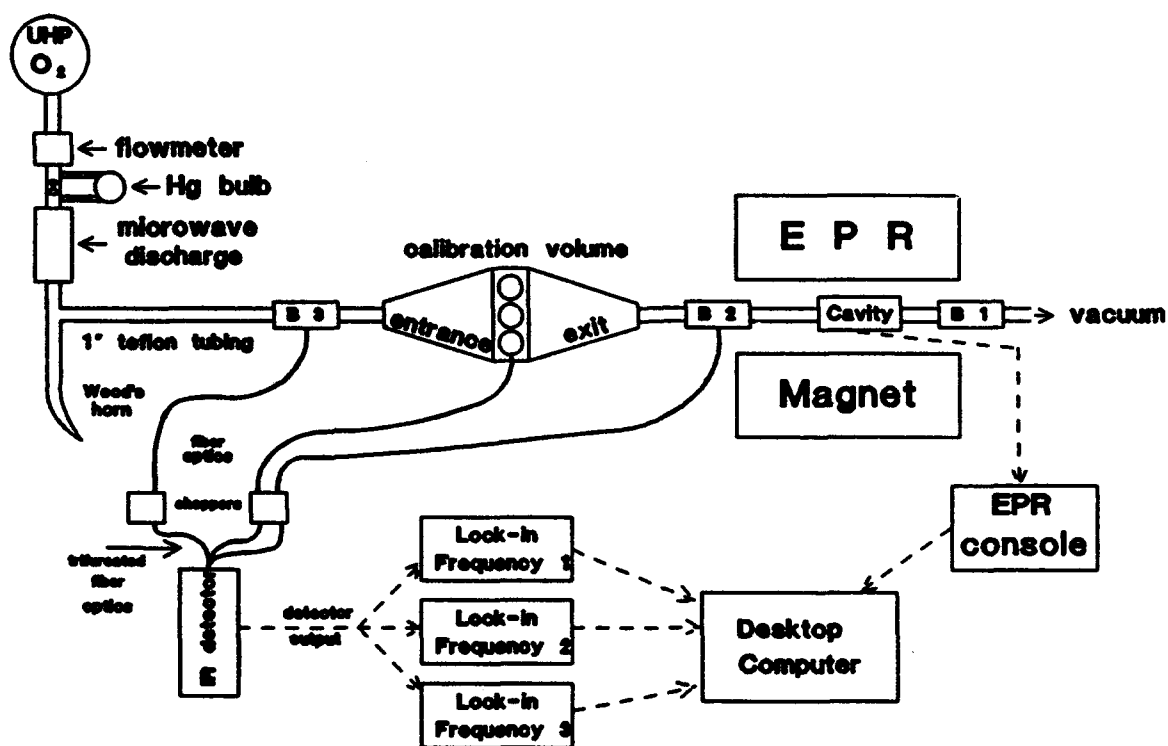 UHP
O₂
flowmeter
Hg bulb
microwave
discharge
calibration volume
E P R
B 3
entrance
exit
B 2
Cavity
B 1
vacuum
1" teflon tubing
Magnet
Wood's
horn
fiber
optics
choppers
EPR
console
trifurcated
fiber
optics
IR detector
detector
output
Lock-in
Frequency 1
Lock-in
Frequency 2
Lock-in
Frequency 3
Desktop
Computer